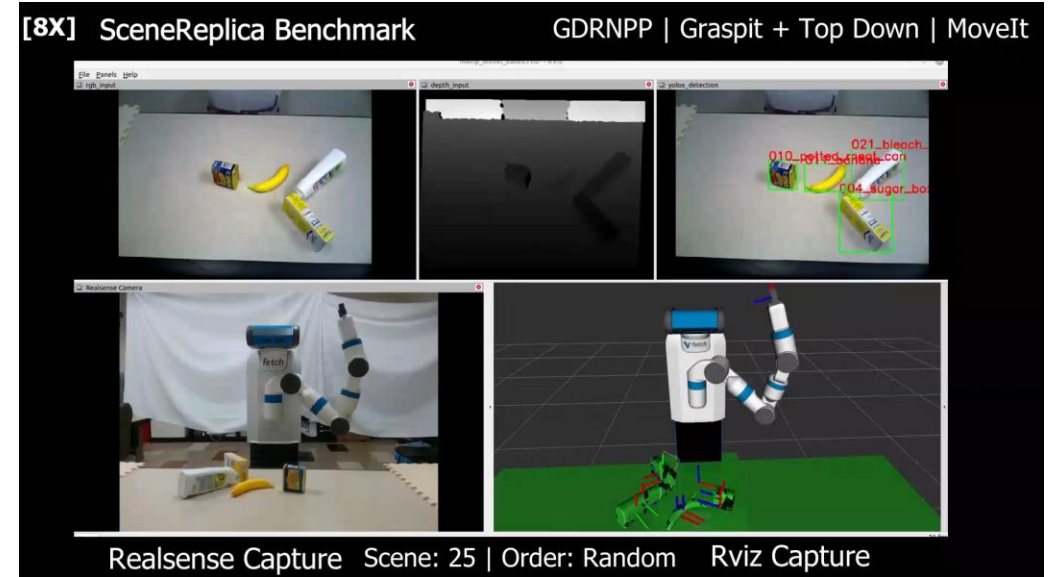 [8X] SceneReplica Benchmark
GDRNPP | Graspit + Top Down | MoveIt
File Panels Help
rgb_input
depth_input
yolox_detection
021_bleach_
010_potted_meat_can
011_banana
004_sugar_box
Realsense Camera
fetch
fetch
Realsense Capture
Scene: 25 | Order: Random
Rviz Capture